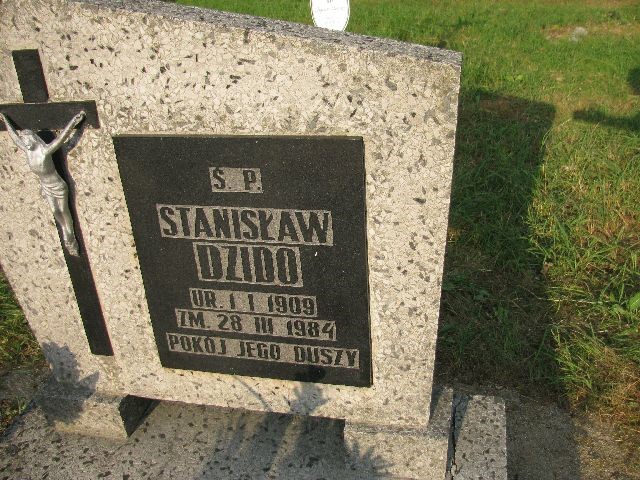 Ś. P.
STANISŁAW
DZIDO
UR. 1 I 1909
ZM. 28 III 1984
POKÓJ JEGO DUSZY